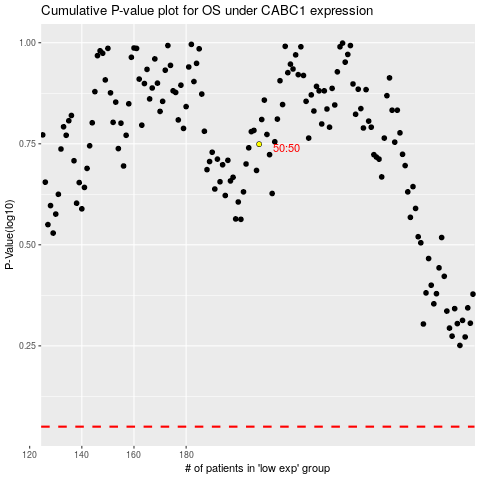 Cumulative P-value plot for OS under CABC1 expression
P-Value(log10)
1.00
0.75
0.50
0.25
50:50
120 140 160 180
# of patients in 'low exp' group